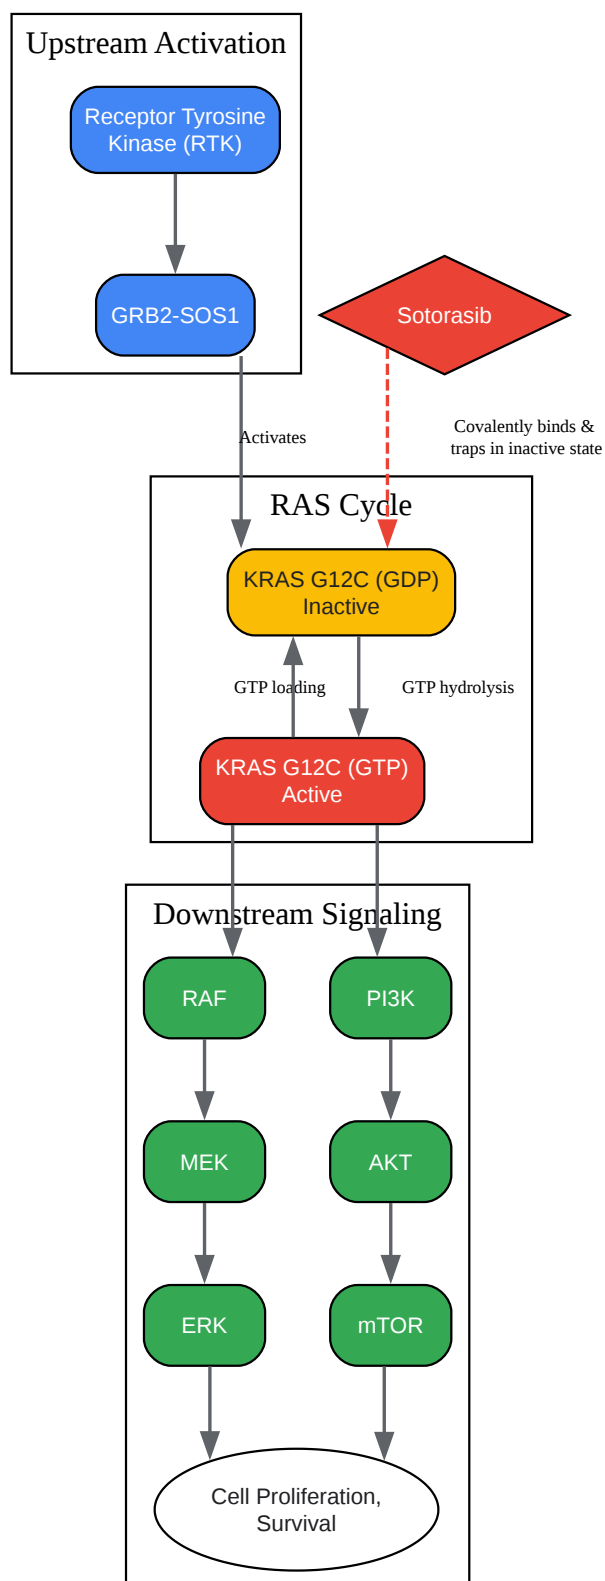 Upstream Activation
Receptor Tyrosine
Kinase (RTK)
GRB2-SOS1
Sotorasib
Activates
Covalently binds &
traps in inactive state
RAS Cycle
KRAS G12C (GDP)
Inactive
GTP loading
GTP hydrolysis
KRAS G12C (GTP)
Active
Downstream Signaling
RAF
PI3K
MEK
AKT
ERK
mTOR
Cell Proliferation,
Survival